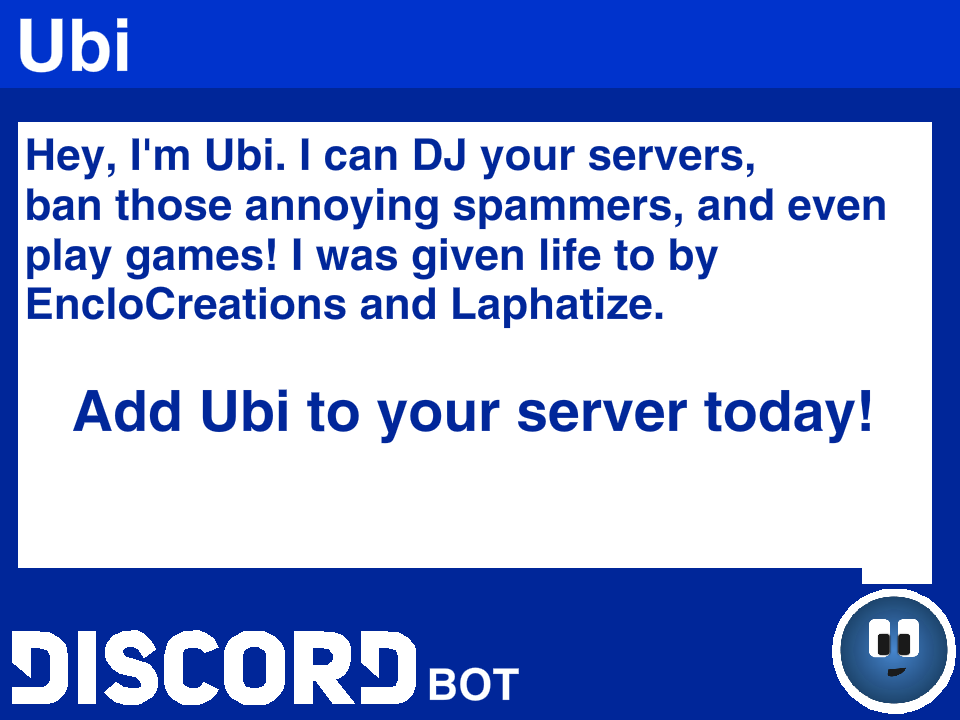 Ubi
Hey, I'm Ubi. I can DJ your servers,
ban those annoying spammers, and even
play games! I was given life to by
EncloCreations and Laphatize.
Add Ubi to your server today!
DISCORD BOT